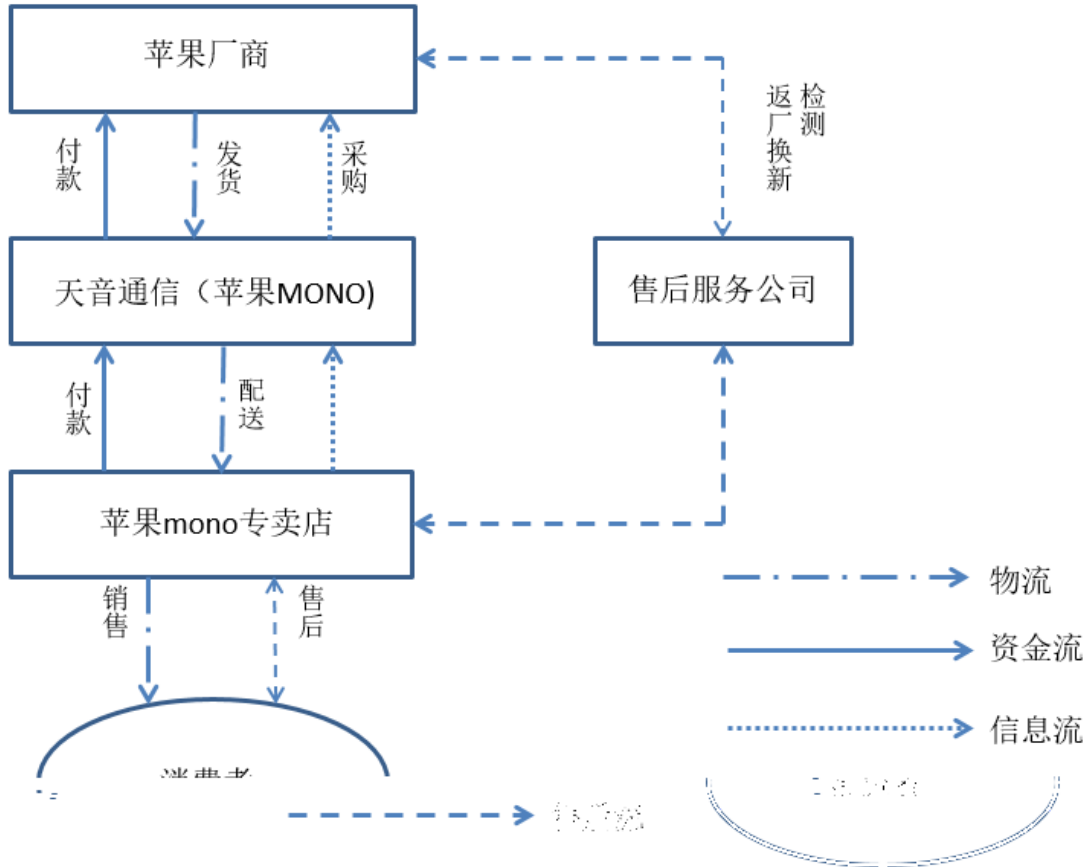 苹果厂商
付款
发货
采购
检测
返厂换新
天音通信（苹果MONO)
售后服务公司
付款
配送
苹果mono专卖店
销售
售后
物流
资金流
信息流
消费者